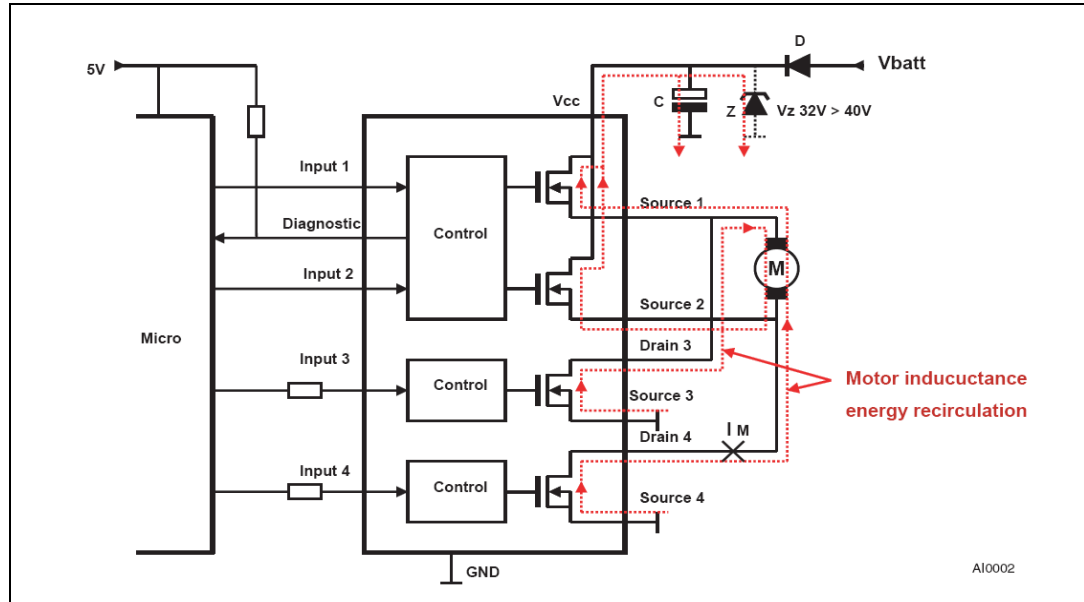 D
5V
Vbatt
Vcc
C
Z
Vz 32V > 40V
Input 1
Source 1
Diagnostic
Control
M
Input 2
Source 2
Micro
Drain 3
Input 3
Motor inducuctance
energy recirculation
Control
Source 3
Drain 4
I M
Input 4
Control
Source 4
GND
AI0002